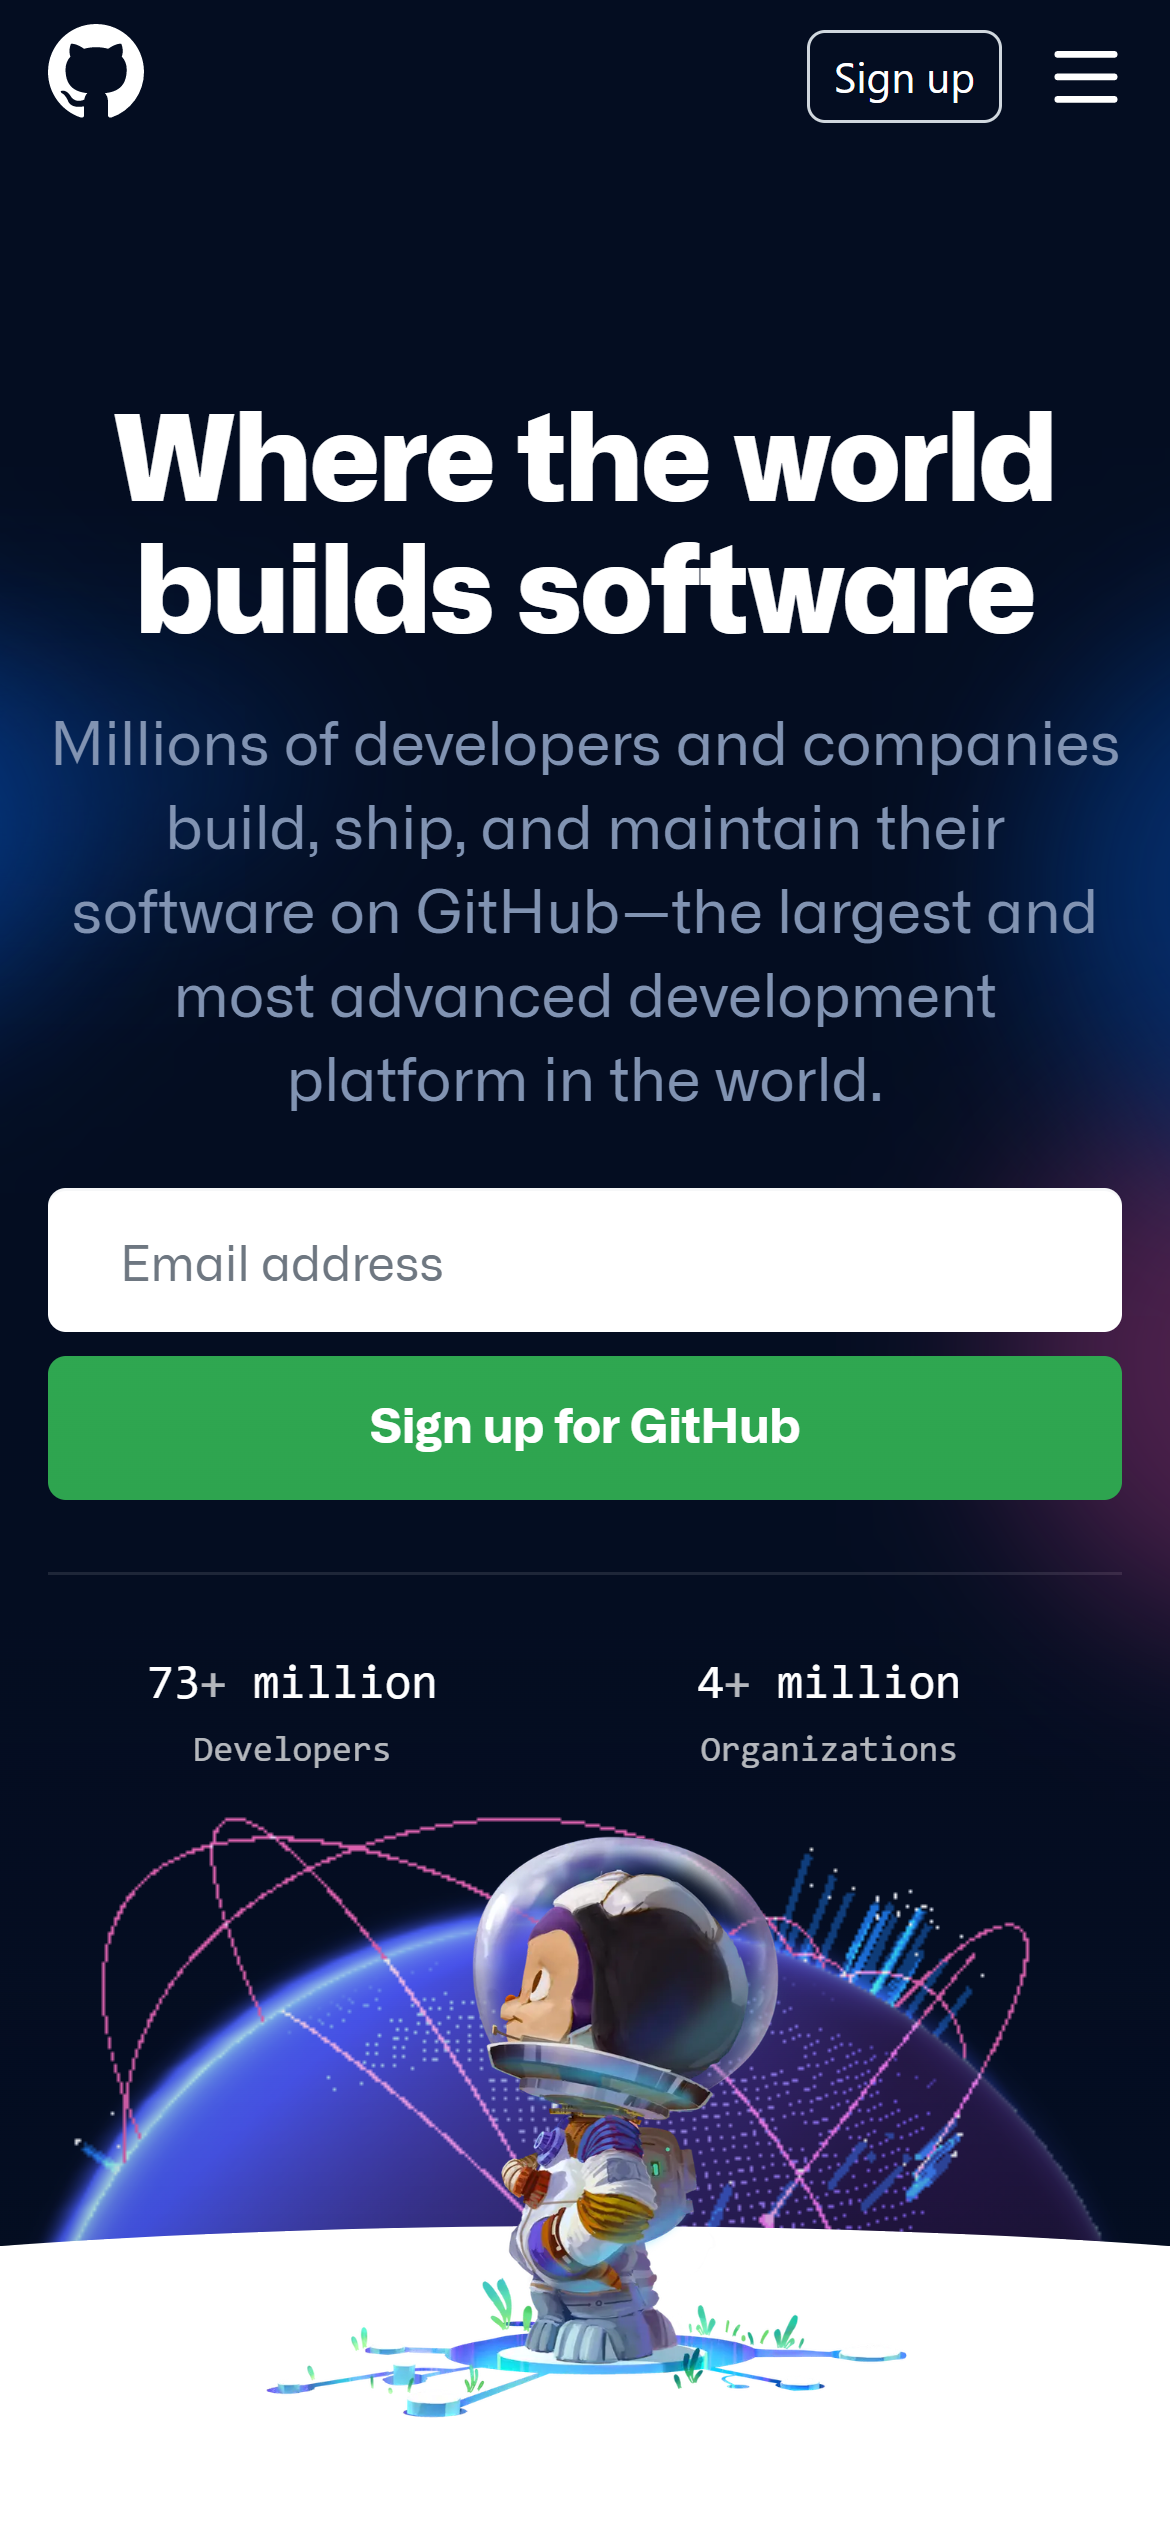 Sign up
Where the world
builds software
Millions of developers and companies
build, ship, and maintain their
software on GitHub—the largest and
most advanced development
platform in the world.
Email address
Sign up for GitHub
73+ million
Developers
4+ million
Organizations